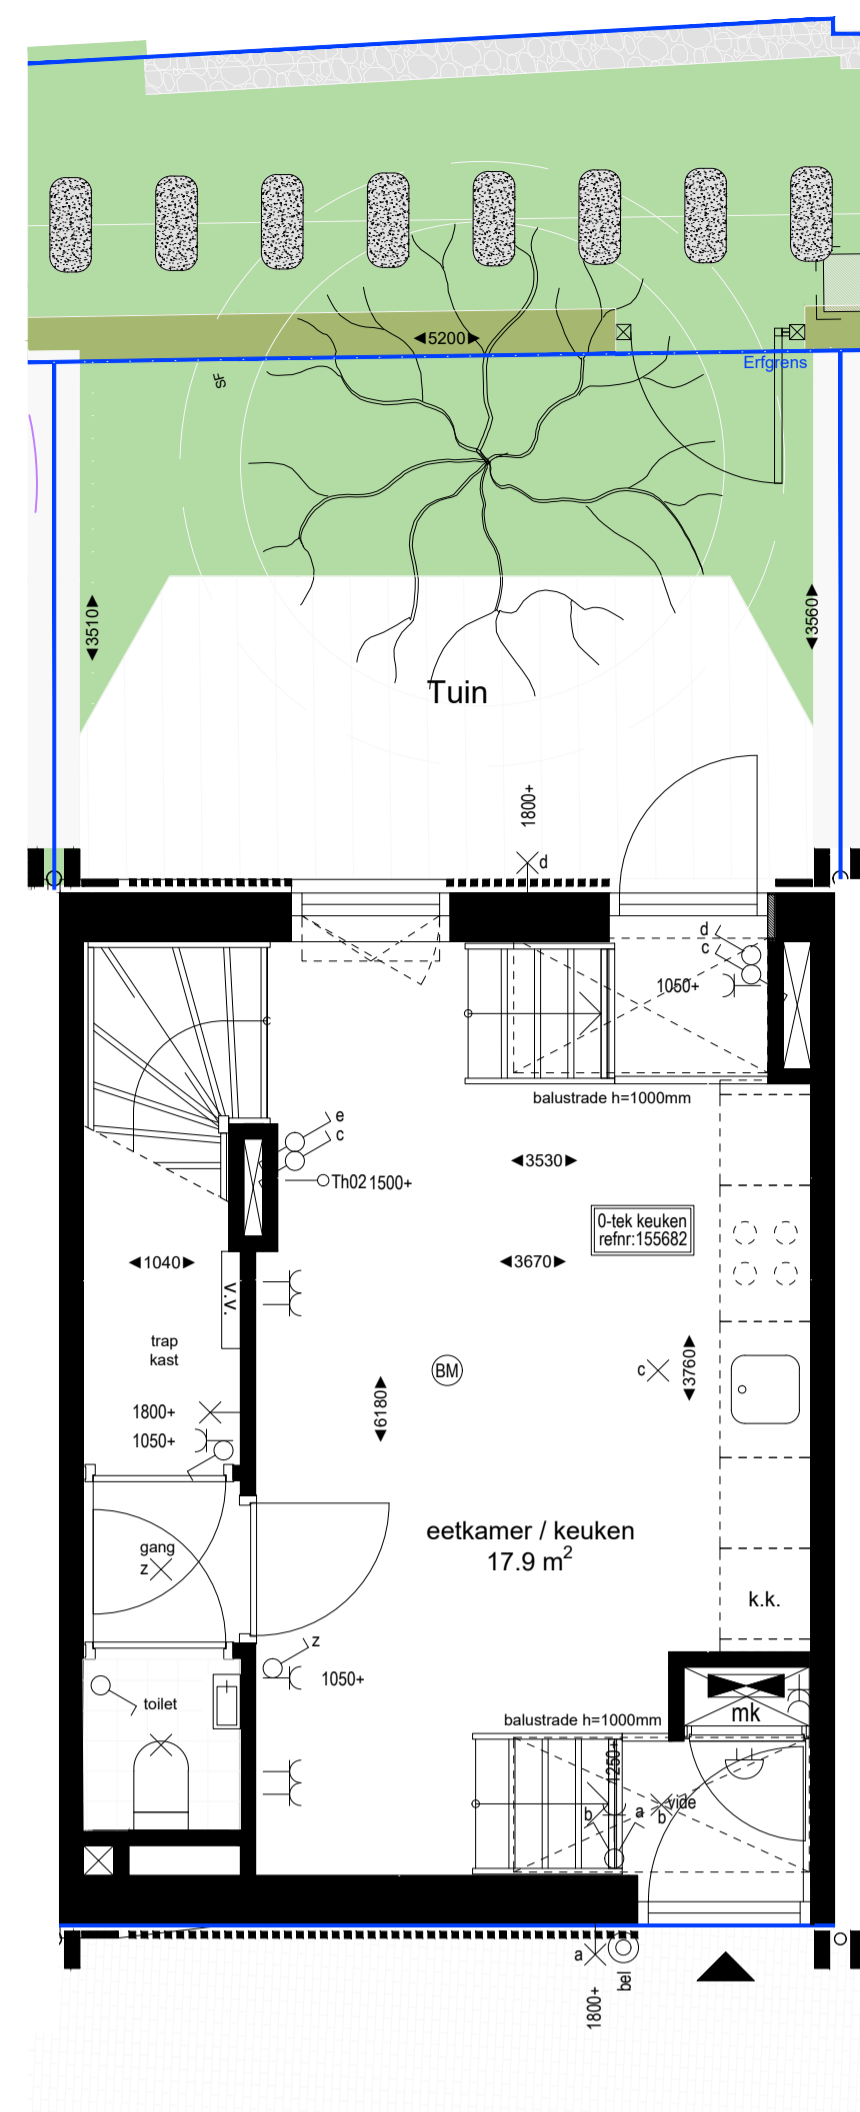 5200
Erfgrens
SF
3510
3560
Tuin
1800+
d
d
c
1050+
balustrade h=1000mm
e
c
Th02 1500+
3530
0-tek keuken
refnr:155682
1040
3670
v.v.
trap
kast
BM
c
3760
6180
1800+
1050+
eetkamer / keuken
17.9 m²
gang
z
k.k.
z
1050+
toilet
mk
balustrade h=1000mm
1250+
b
a
b
vide
a
bel
1800+